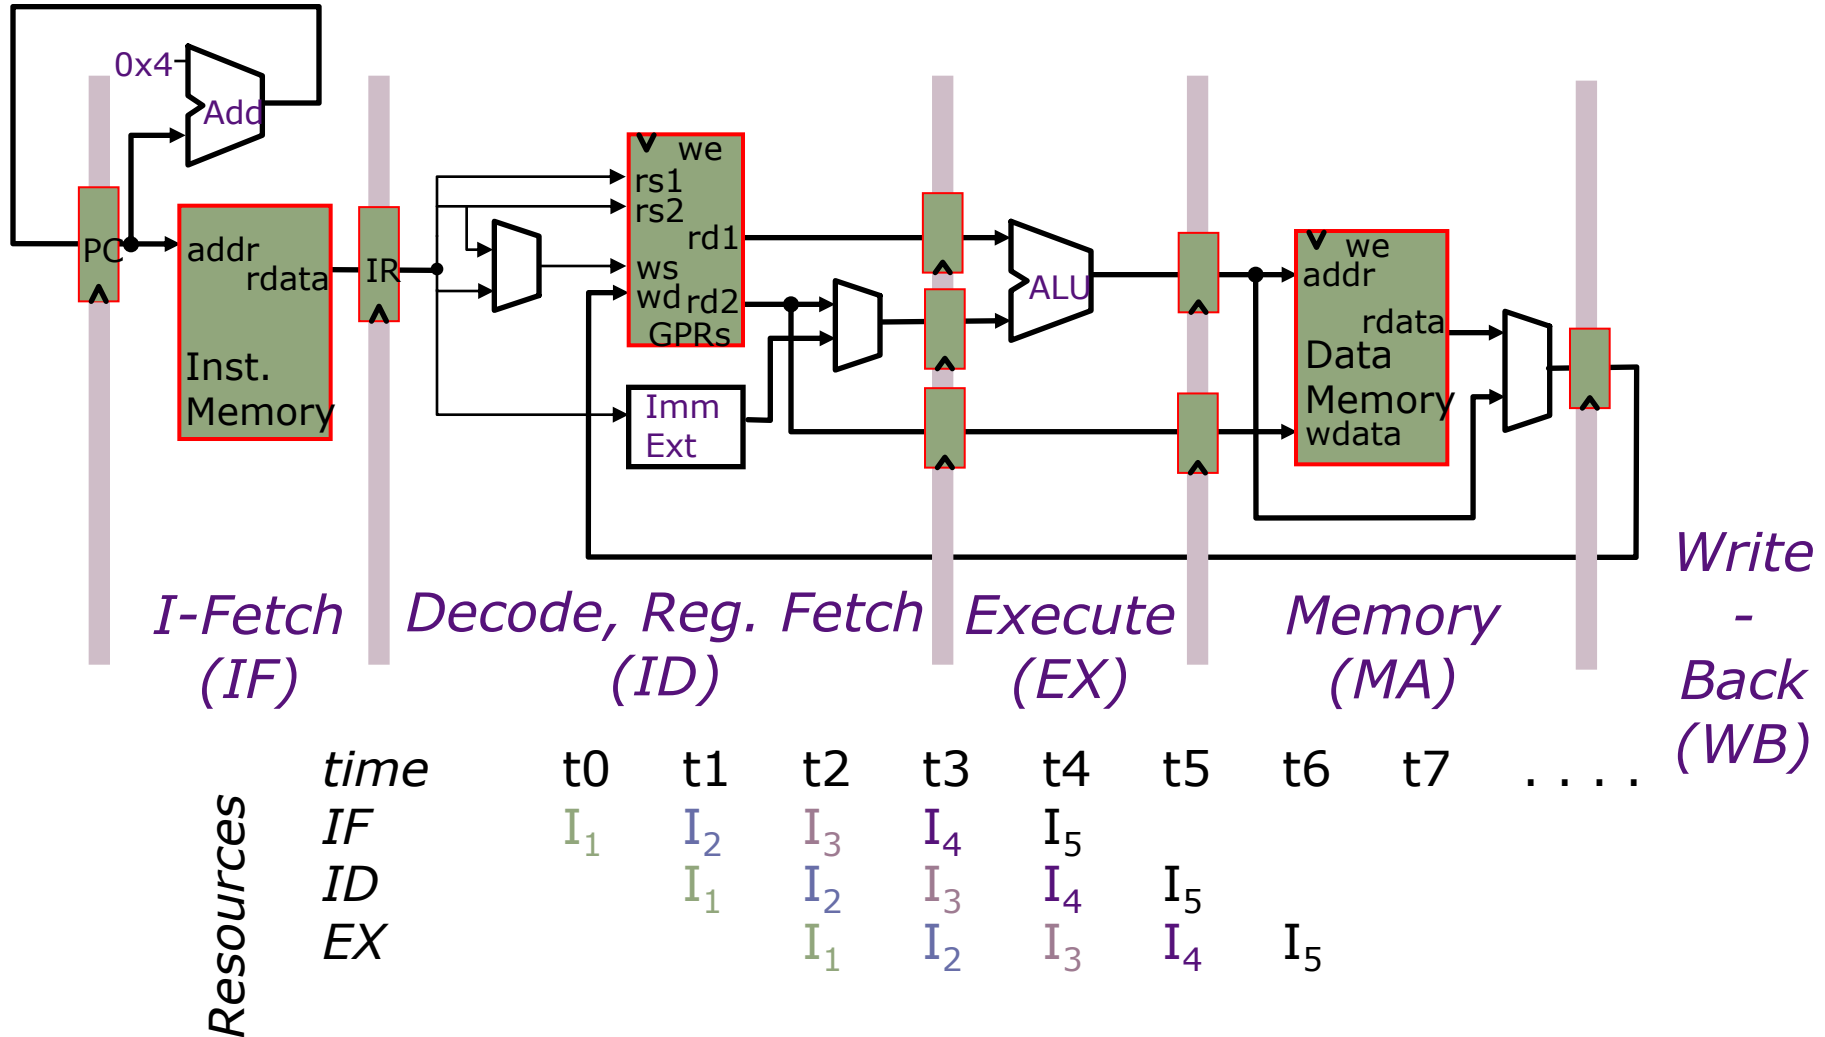 0x4
Add
PC
addr
rdata
Inst.
Memory
IR
we
rs1
rs2
rd1
ws
wd
rd2
GPRs
Imm
Ext
ALU
we
addr
rdata
Data
Memory
wdata
I-Fetch
(IF)
Decode, Reg. Fetch
(ID)
Execute
(EX)
Memory
(MA)
Write
-
Back
(WB)
time t0 t1 t2 t3 t4 t5 t6 t7 . . . .
IF I1 I2 I3 I4 I5
ID I1 I2 I3 I4 I5
EX I1 I2 I3 I4 I5
Resources